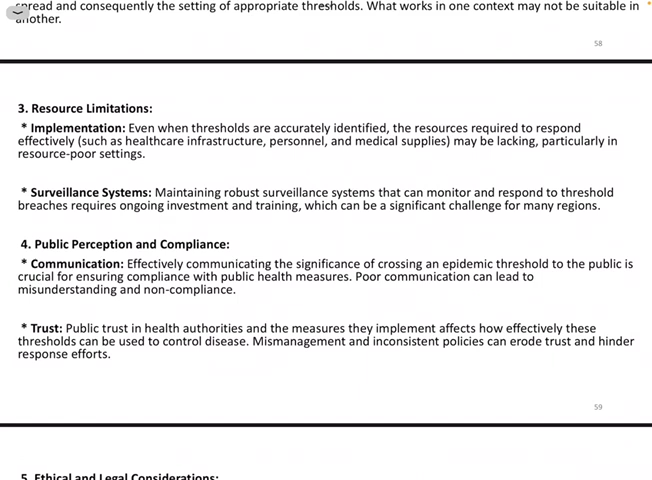 spread and consequently the setting of appropriate thresholds. What works in one context may not be suitable in
another.
58
3. Resource Limitations:
* Implementation: Even when thresholds are accurately identified, the resources required to respond
effectively (such as healthcare infrastructure, personnel, and medical supplies) may be lacking, particularly in
resource-poor settings.
* Surveillance Systems: Maintaining robust surveillance systems that can monitor and respond to threshold
breaches requires ongoing investment and training, which can be a significant challenge for many regions.
4. Public Perception and Compliance:
* Communication: Effectively communicating the significance of crossing an epidemic threshold to the public is
crucial for ensuring compliance with public health measures. Poor communication can lead to
misunderstanding and non-compliance.
* Trust: Public trust in health authorities and the measures they implement affects how effectively these
thresholds can be used to control disease. Mismanagement and inconsistent policies can erode trust and hinder
response efforts.
59
5. Ethical and Legal Considerations: